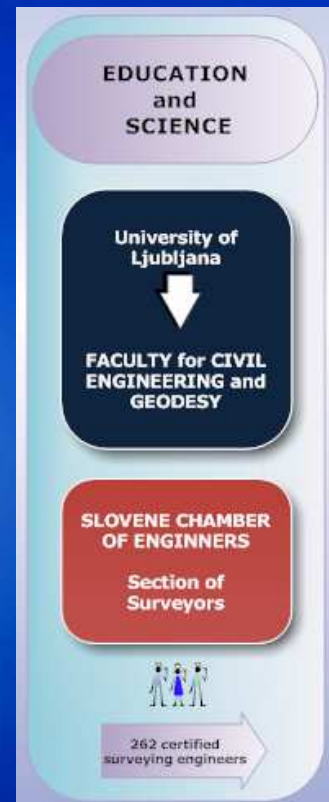 EDUCATION
and
SCIENCE
University of
Ljubljana
FACULTY for CIVIL
ENGINEERING and
GEODESY
SLOVENE CHAMBER
OF ENGINNERS
Section of
Surveyors
262 certified
surveying engineers